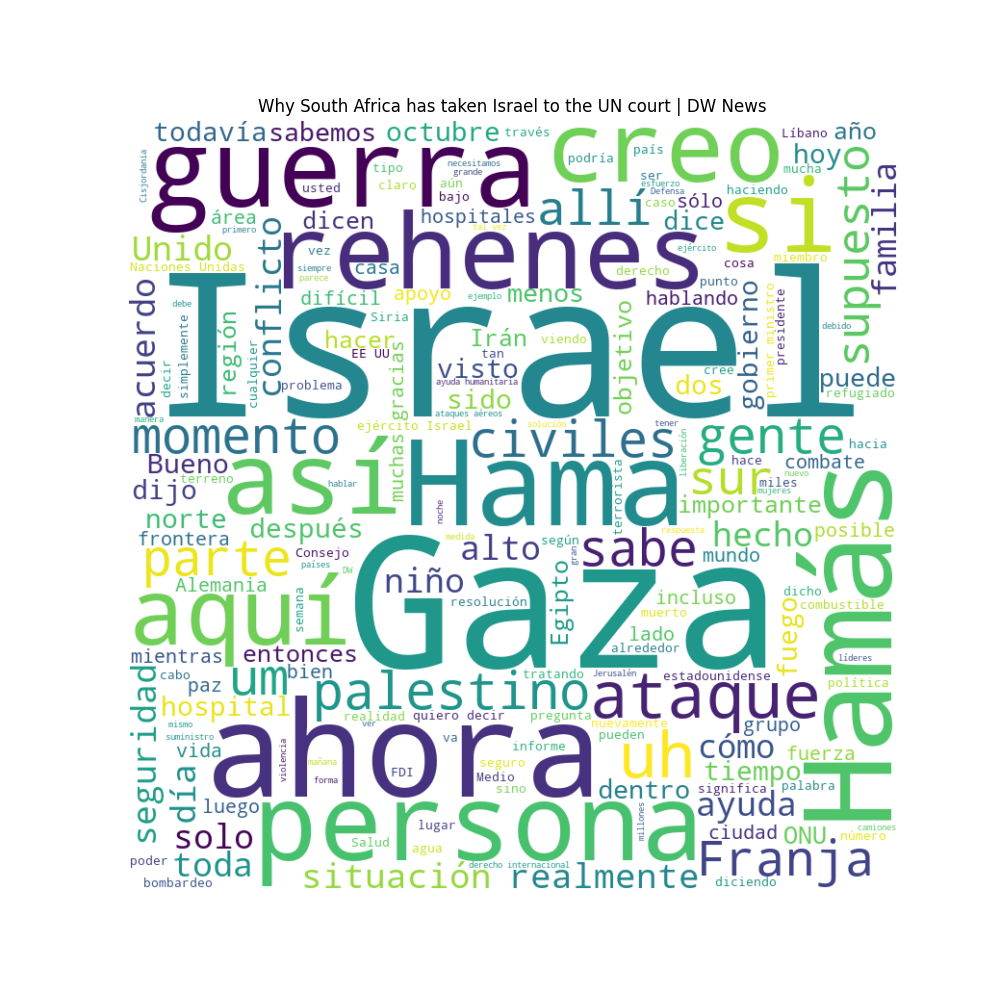 Why South Africa has taken Israel to the UN court | DW News
todavía
sabemos
octubre
través
creo
Líbano
año
guerra
necesitamos
grande
podría
país
hoy
Cisjordania
tipo
usted
claro
aún
bajo
ser
esfuerzo
Defensa
mucha
haciendo
supuesto
familia
área
primero
dicen
hospitales
tal vez
allí
dice
caso
sólo
si
Unido
Naciones Unidas
conflicto
vez
rehenes
casa
siempre
parece
ejército
derecho
cosa
miembro
punto
acuerdo
debe
simplemente
decir
región
cualquier
difícil
Siria
apoyo
ejemplo
menos
hablando
gobierno
primer ministro
presidente
debido
Israel
hacer
EE UU
gracias
muchas
visto
Irán
tan
viendo
objetivo
cree
dos
puede
refugiado
problema
ayuda humanitaria
sido
ataques aéreos
manera
ejército Israel
solución
tener
momento
civiles
liberación
gente
hacia
Bueno
terreno
así
hablar
Hama
noche
terrorista
sur
hace
miles
mujeres
nuevo
combate
dijo
importante
Hamás
norte
frontera
después
alto
según
gran
sabe
respuesta
hecho
mundo
posible
parte
Consejo
países
medida
DW
niño
Gaza
Alemania
semana
resolución
Egipto
incluso
muerto
dicho
combustible
fuego
aquí
lado
alrededor
mientras
entonces
líderes
cabo
paz
um
bien
tratando
Jerusalén
estadounidense
política
seguridad
hospital
palestino
ataque
realidad
quiero decir
pregunta
nuevamente
grupo
mismo
suministro
ver
va
pueden
vida
violencia
mañana
forma
ahora
FDI
informe
seguro
Medio
sino
uh
cómo
fuerza
tiempo
día
luego
dentro
significa
palabra
persona
lugar
millones
ayuda
solo
Salud
agua
ciudad
ONU
número
camiones
poder
toda
derecho internacional
Franja
bombardeo
situación
realmente
diciendo